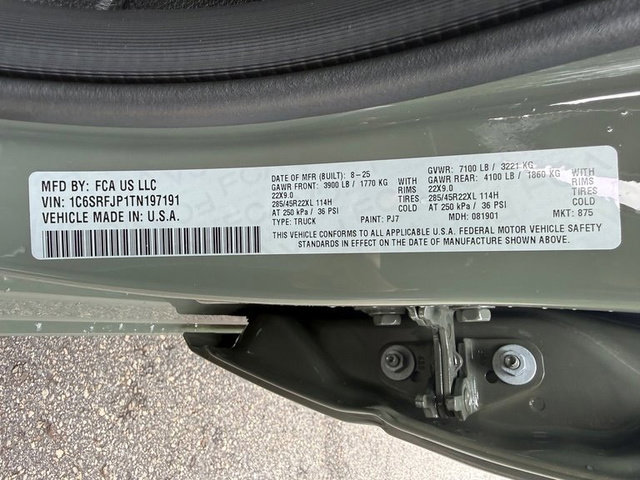 MFD BY: FCA US LLC
VIN: 1C6SRFJP1TN197191
VEHICLE MADE IN U.S.A.
DATE OF MFR (BUILT): 8-25
GAWR FRONT: 3900 LB / 1770 KG WITH
22X9.0 RIMS
285/45R22XL 114H TIRES
AT 250 kPa / 36 PSI COLD
TYPE: TRUCK PAINT: PJ7
GVWR: 7100 LB / 3221 KG
GAWR REAR: 4100 LB / 1860 KG WITH
22X9.0 RIMS
285/45R22XL 114H TIRES
AT 250 kPa / 36 PSI COLD
MDH: 081901 MKT: 875
THIS VEHICLE CONFORMS TO ALL APPLICABLE U.S.A. FEDERAL MOTOR VEHICLE SAFETY
STANDARDS IN EFFECT ON THE DATE OF MANUFACTURE SHOWN ABOVE.